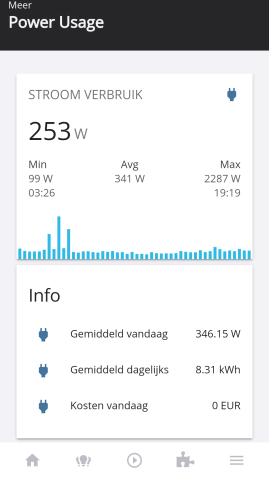 Meer
Power Usage
STROOM VERBRUIK
253 W
Min Avg Max
99 W 341 W 2287 W
03:26 19:19
Info
Gemiddeld vandaag 346.15 W
Gemiddeld dagelijks 8.31 kWh
Kosten vandaag 0 EUR